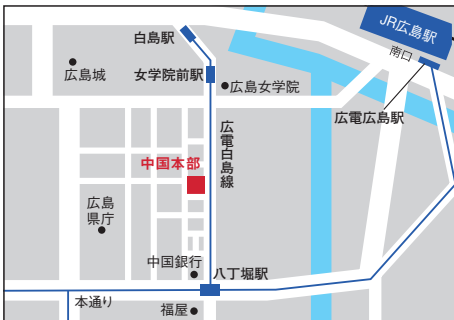 JR広島駅
白島駅
南口
広島城
女学院前駅
広島女学院
広電広島駅
広電白島線
中国本部
広島
県庁
中国銀行
八丁堀駅
本通り
福屋